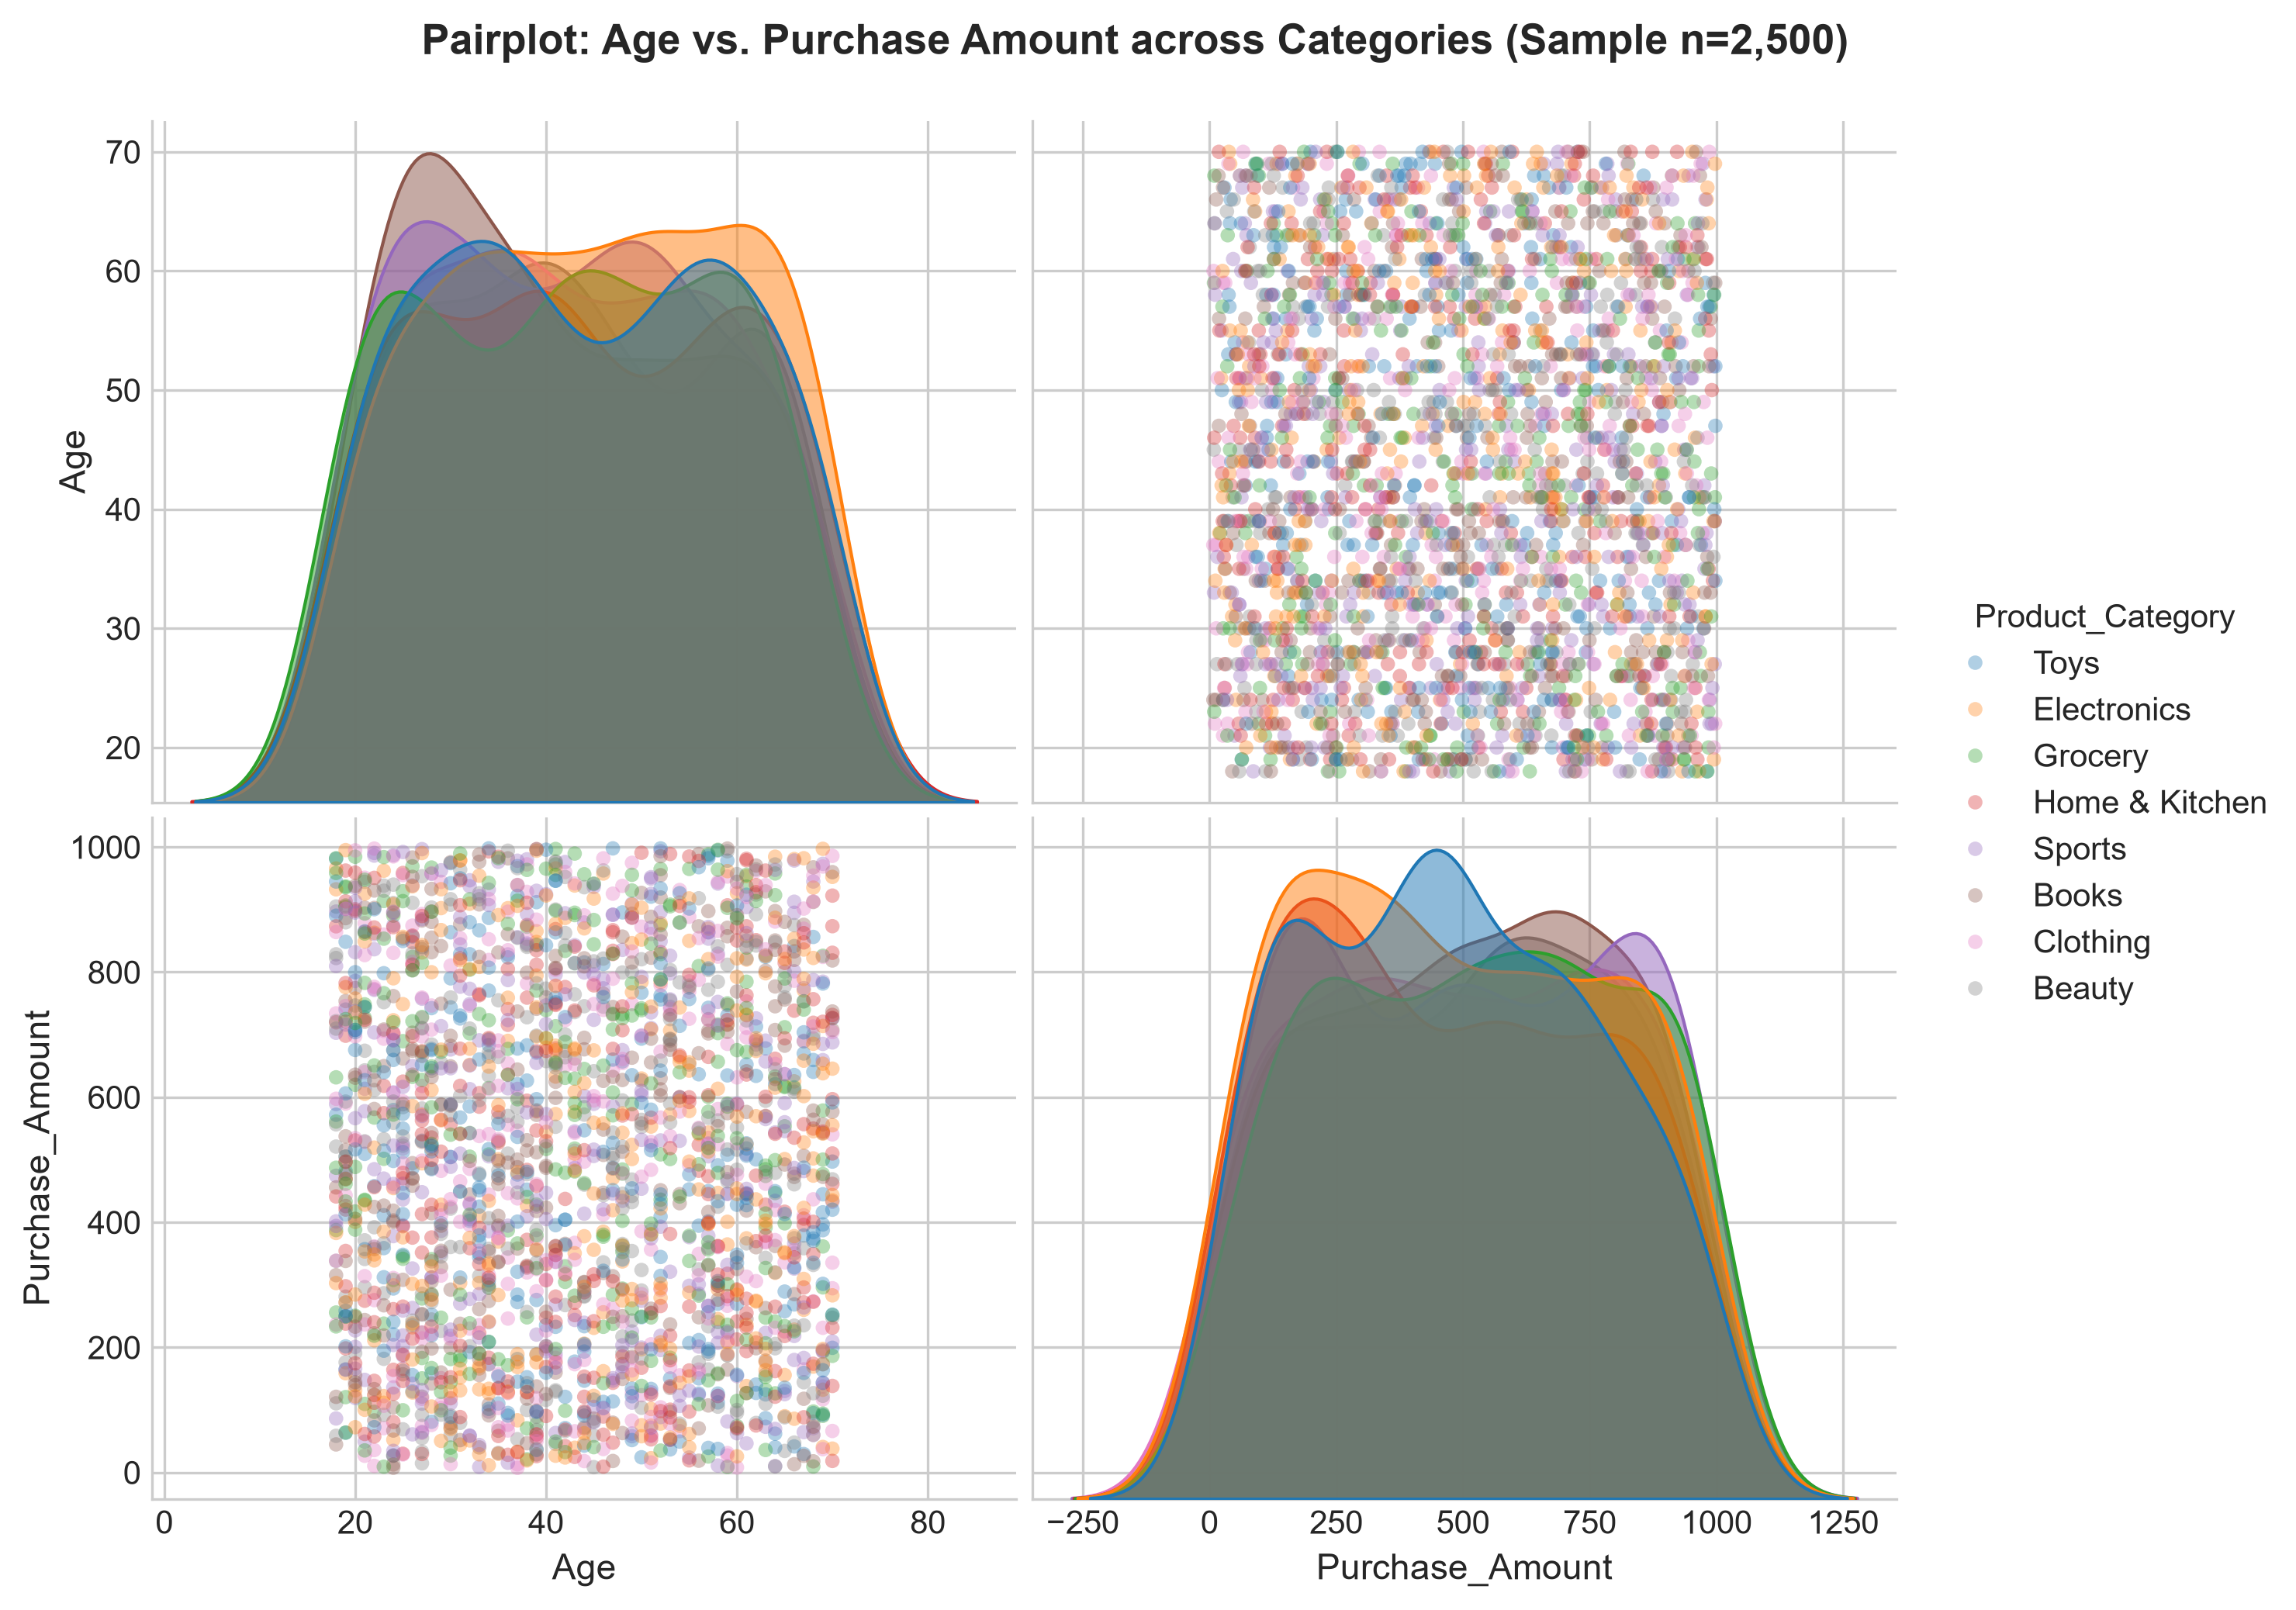 Pairplot: Age vs. Purchase Amount across Categories (Sample n=2,500)
70
60
50
40
30
20
Age
Product_Category
Toys
Electronics
Grocery
Home & Kitchen
Sports
Books
Clothing
Beauty
1000
800
600
400
200
0
Purchase_Amount
0 20 40 60 80
Age
−250 0 250 500 750 1000 1250
Purchase_Amount